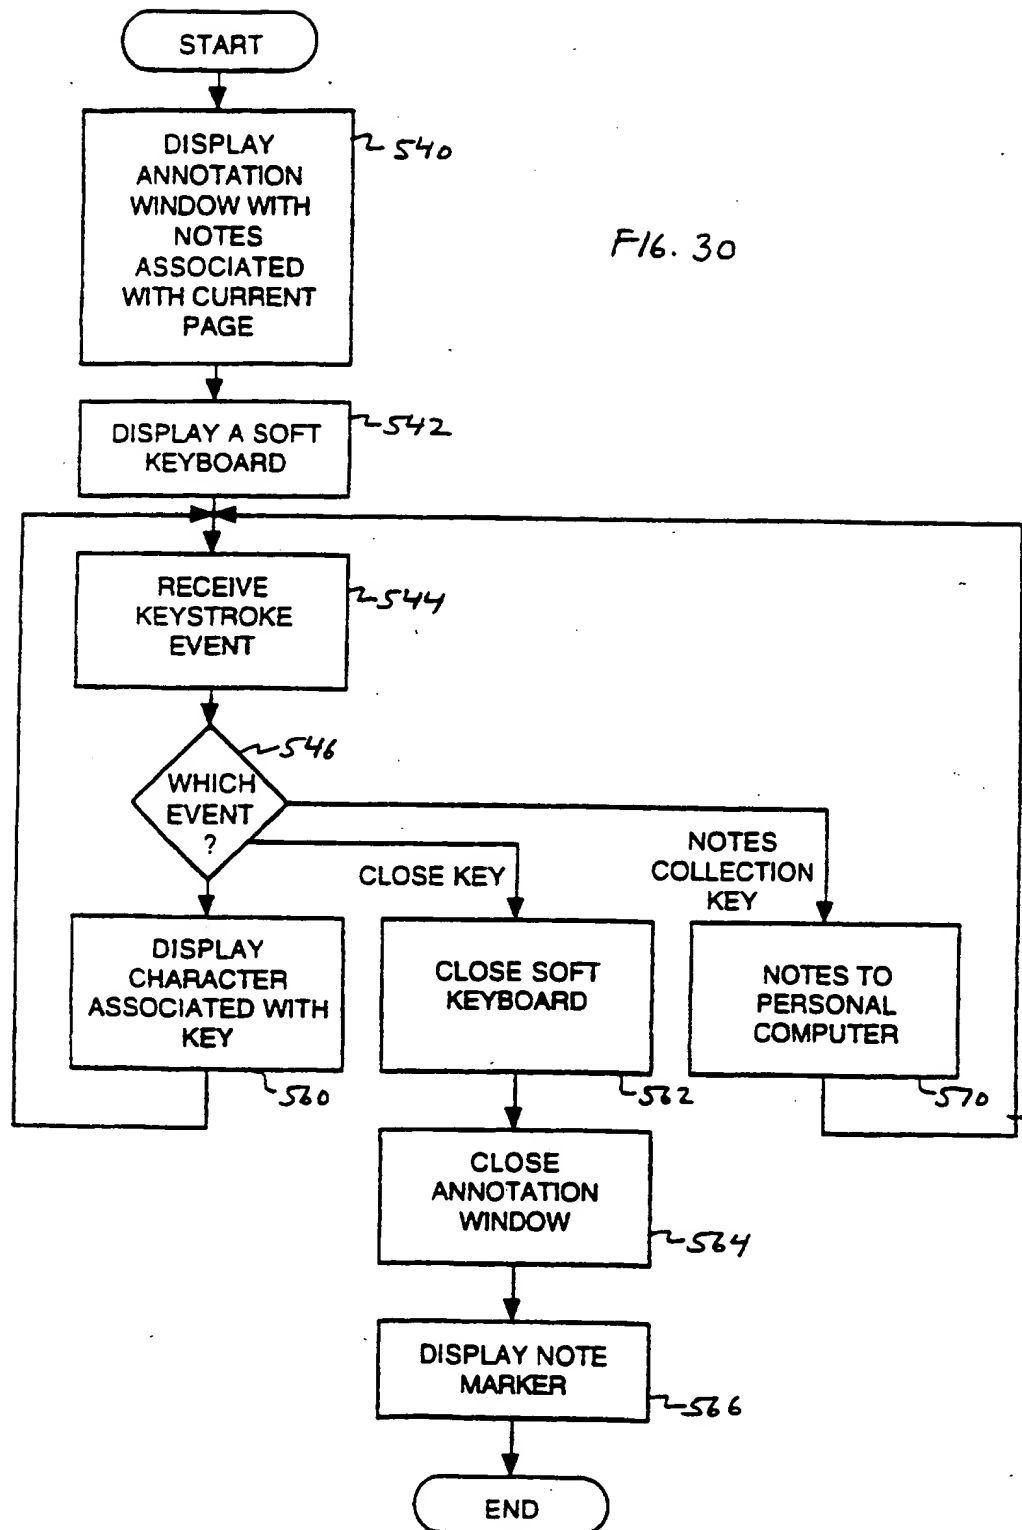 START
DISPLAY
ANNOTATION
WINDOW WITH
NOTES
ASSOCIATED
WITH CURRENT
PAGE
540
FIG. 30
DISPLAY A SOFT
KEYBOARD
542
RECEIVE
KEYSTROKE
EVENT
544
WHICH
EVENT
?
546
CLOSE KEY
NOTES
COLLECTION
KEY
DISPLAY
CHARACTER
ASSOCIATED WITH
KEY
560
CLOSE SOFT
KEYBOARD
562
NOTES TO
PERSONAL
COMPUTER
570
CLOSE
ANNOTATION
WINDOW
564
DISPLAY NOTE
MARKER
566
END